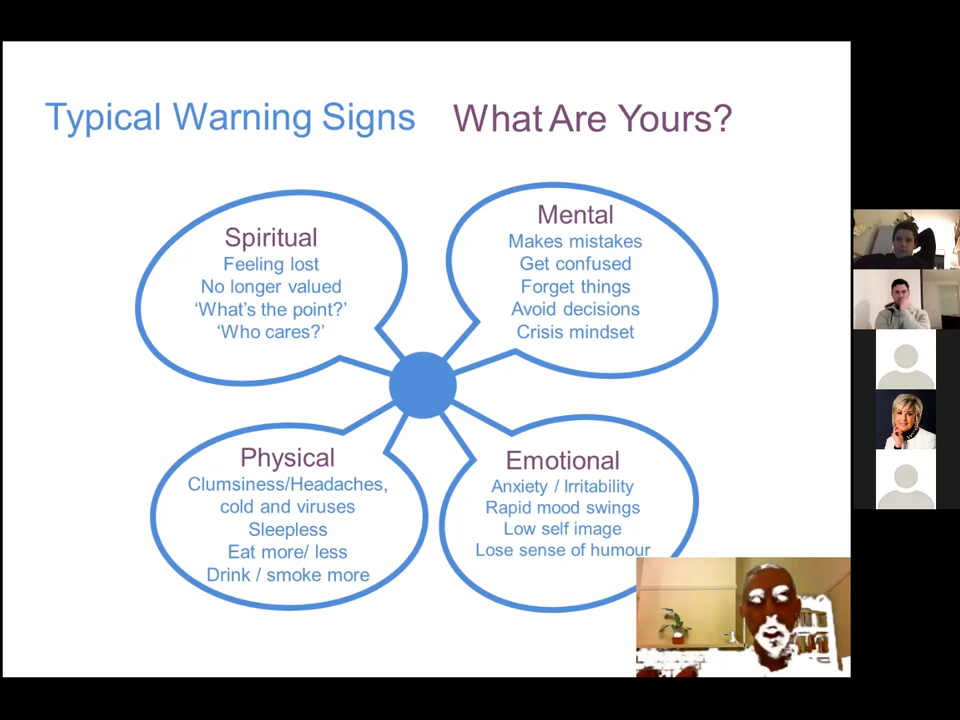 Typical Warning Signs What Are Yours?
Spiritual
Feeling lost
No longer valued
‘What’s the point?’
‘Who cares?’
Mental
Makes mistakes
Get confused
Forget things
Avoid decisions
Crisis mindset
Physical
Clumsiness/Headaches,
cold and viruses
Sleepless
Eat more/ less
Drink / smoke more
Emotional
Anxiety / Irritability
Rapid mood swings
Low self image
Lose sense of humour